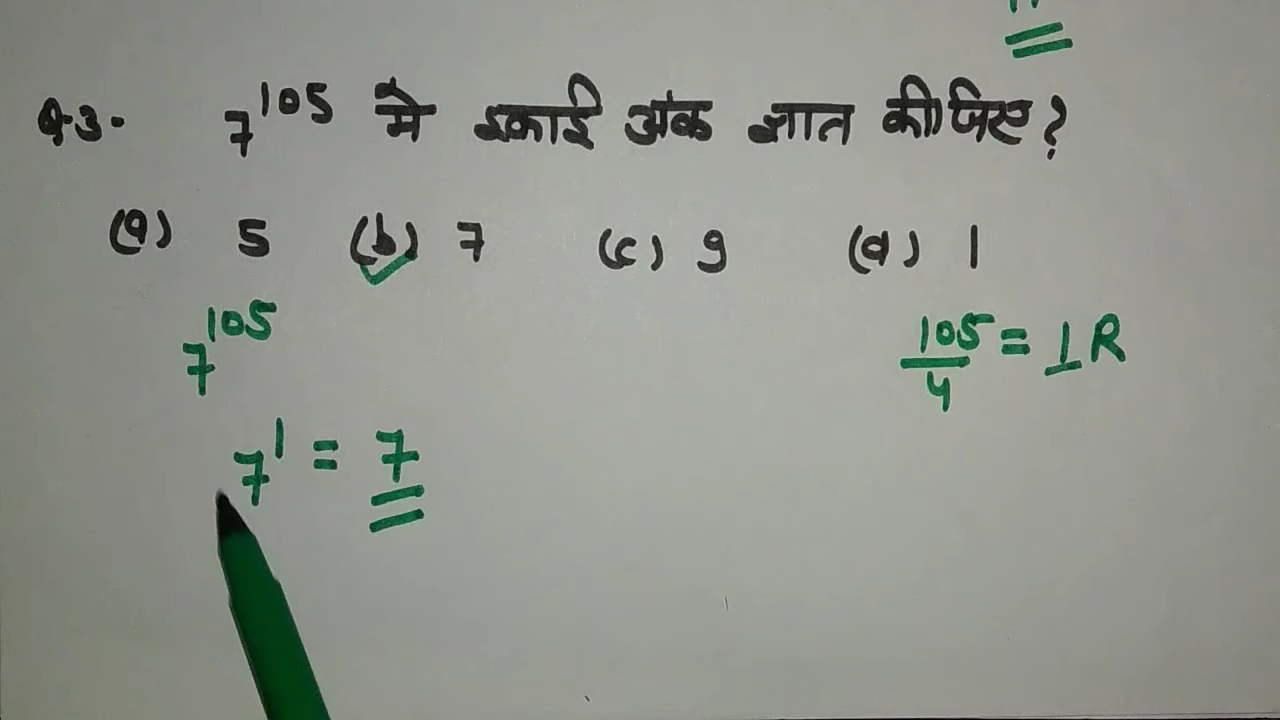 Q.3. 7^105 मे इकाई अंक ज्ञात कीजिए?
(a) 5 (b) 7 (c) 9 (d) 1
7^105
105/4 = 1R
7^1 = 7